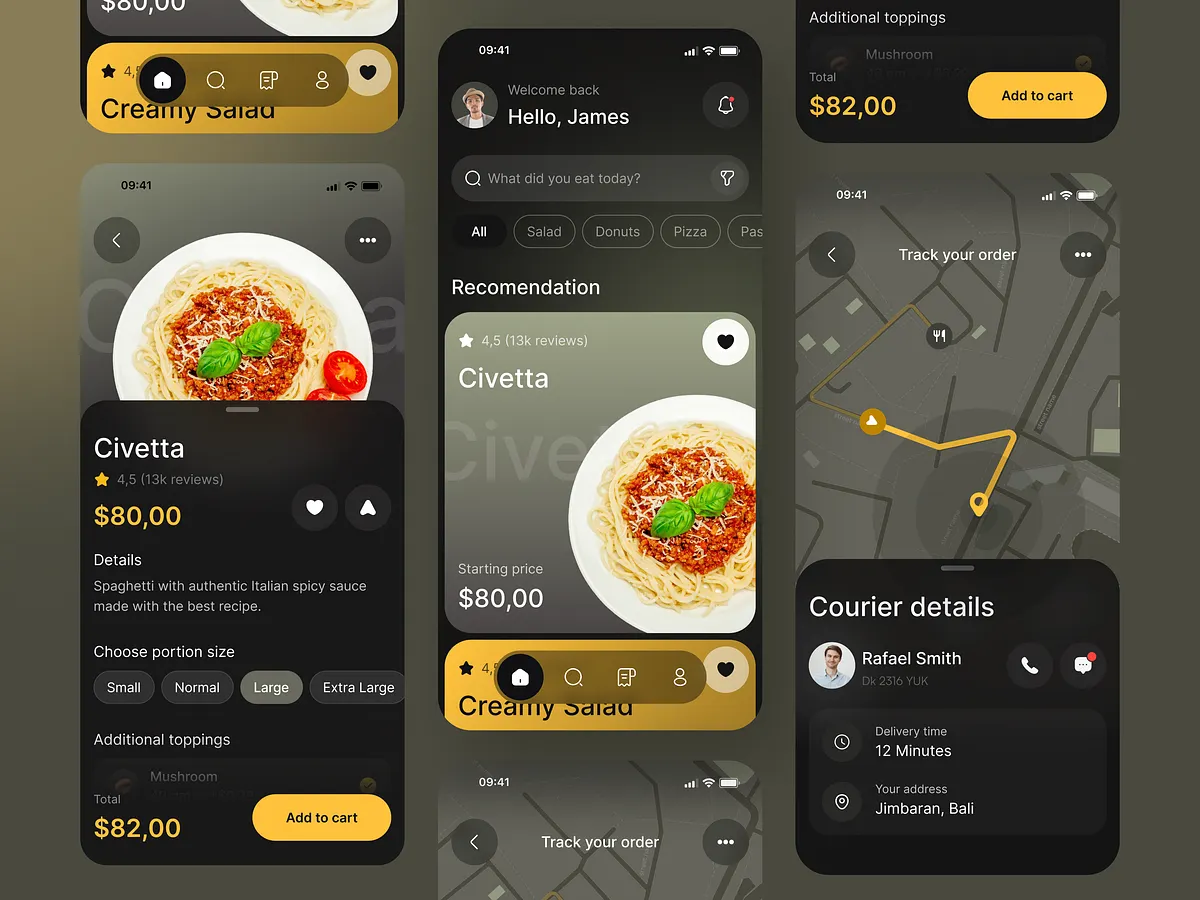 $80,00
4,5
Creamy Salad
09:41
Civetta
4,5 (13k reviews)
$80,00
Details
Spaghetti with authentic Italian spicy sauce
made with the best recipe.
Choose portion size
Small
Normal
Large
Extra Large
Additional toppings
Mushroom
Total
$82,00
Add to cart
09:41
Welcome back
Hello, James
What did you eat today?
All
Salad
Donuts
Pizza
Pas
Recomendation
4,5 (13k reviews)
Civetta
Cive
Starting price
$80,00
4,5
Creamy Salad
09:41
Track your order
Additional toppings
Mushroom
Total
$82,00
Add to cart
09:41
Track your order
Courier details
Rafael Smith
Dk 2316 YUK
Delivery time
12 Minutes
Your address
Jimbaran, Bali